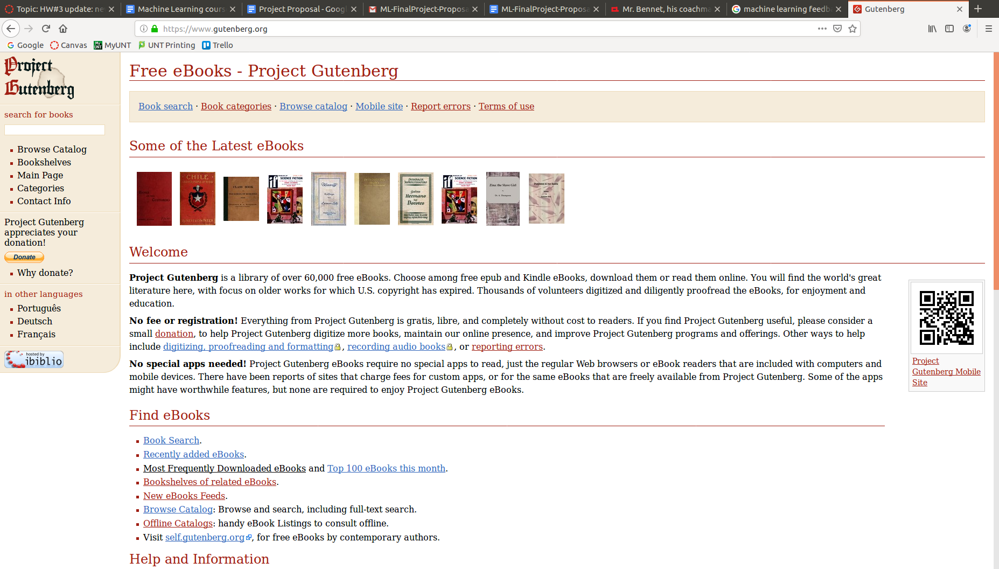 Topic: HW#3 update: ne
Machine Learning cours
Project Proposal - Googl
ML-FinalProject-Proposa
ML-FinalProject-Propos
Mr. Bennet, his coachma
machine learning feedb
Gutenberg
https://www.gutenberg.org
Google
Canvas
MyUNT
UNT Printing
Trello
Project
Gutenberg
search for books
Browse Catalog
Bookshelves
Main Page
Categories
Contact Info
Project Gutenberg
appreciates your
donation!
Donate
Why donate?
in other languages
Português
Deutsch
Français
hosted by
ibiblio
Free eBooks - Project Gutenberg
Book search · Book categories · Browse catalog · Mobile site · Report errors · Terms of use
Some of the Latest eBooks
CHILE
CLASS BOOK
if
WORLDS OF
SCIENCE FICTION
Hermano
kaj
Doroteo
if
WORLDS OF
SCIENCE FICTION
Zina: the Slave Girl
Dr. A. Thompson
Welcome
Project Gutenberg is a library of over 60,000 free eBooks. Choose among free epub and Kindle eBooks, download them or read them online. You will find the world's great
literature here, with focus on older works for which U.S. copyright has expired. Thousands of volunteers digitized and diligently proofread the eBooks, for enjoyment and
education.
No fee or registration! Everything from Project Gutenberg is gratis, libre, and completely without cost to readers. If you find Project Gutenberg useful, please consider a
small donation, to help Project Gutenberg digitize more books, maintain our online presence, and improve Project Gutenberg programs and offerings. Other ways to help
include digitizing, proofreading and formatting, recording audio books, or reporting errors.
No special apps needed! Project Gutenberg eBooks require no special apps to read, just the regular Web browsers or eBook readers that are included with computers and
mobile devices. There have been reports of sites that charge fees for custom apps, or for the same eBooks that are freely available from Project Gutenberg. Some of the apps
might have worthwhile features, but none are required to enjoy Project Gutenberg eBooks.
Project
Gutenberg Mobile
Site
Find eBooks
Book Search.
Recently added eBooks.
Most Frequently Downloaded eBooks and Top 100 eBooks this month.
Bookshelves of related eBooks.
New eBooks Feeds.
Browse Catalog: Browse and search, including full-text search.
Offline Catalogs: handy eBook Listings to consult offline.
Visit self.gutenberg.org, for free eBooks by contemporary authors.
Help and Information